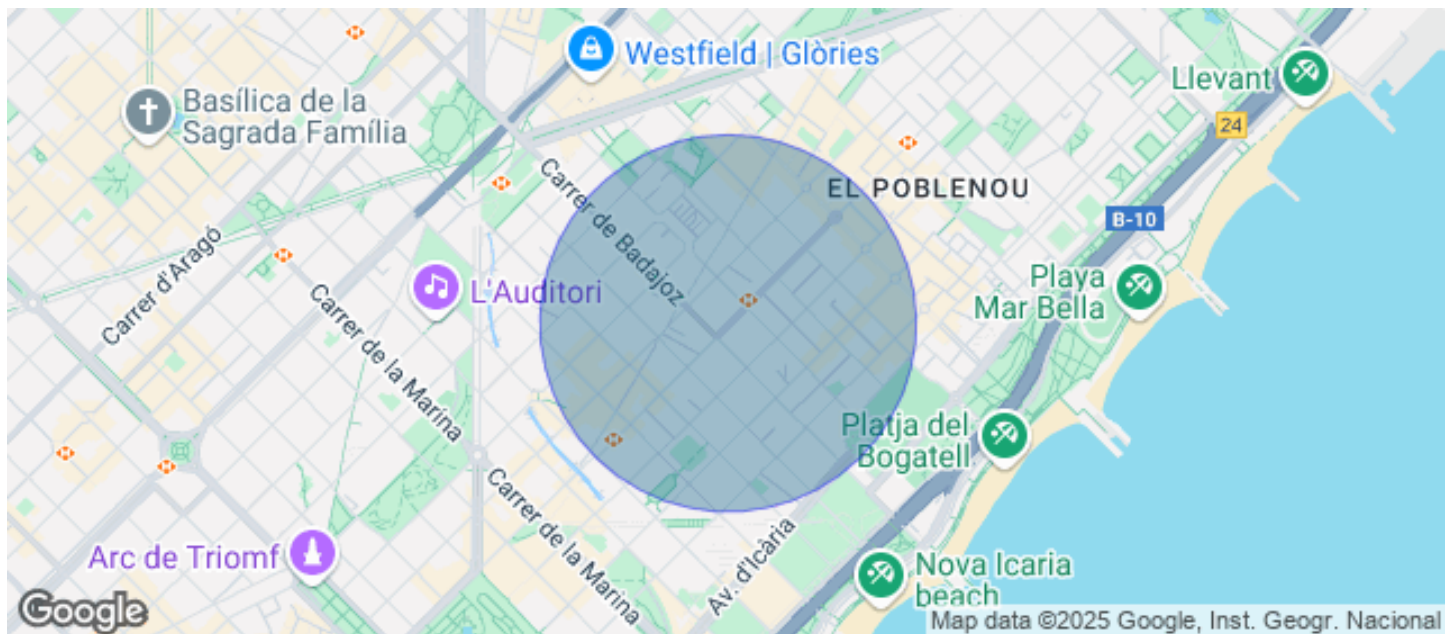 Westfield | Glòries
Llevant
Basílica de la
Sagrada Família
24
Carrer de Badajoz
EL POBLENOU
B-10
Carrer d'Aragó
L'Auditori
Playa
Mar Bella
Carrer de la Marina
Platja del
Bogatell
Carrer de la Marina
Arc de Triomf
Av. d'Icària
Nova Icaria
beach
Google
Map data ©2025 Google, Inst. Geogr. Nacional